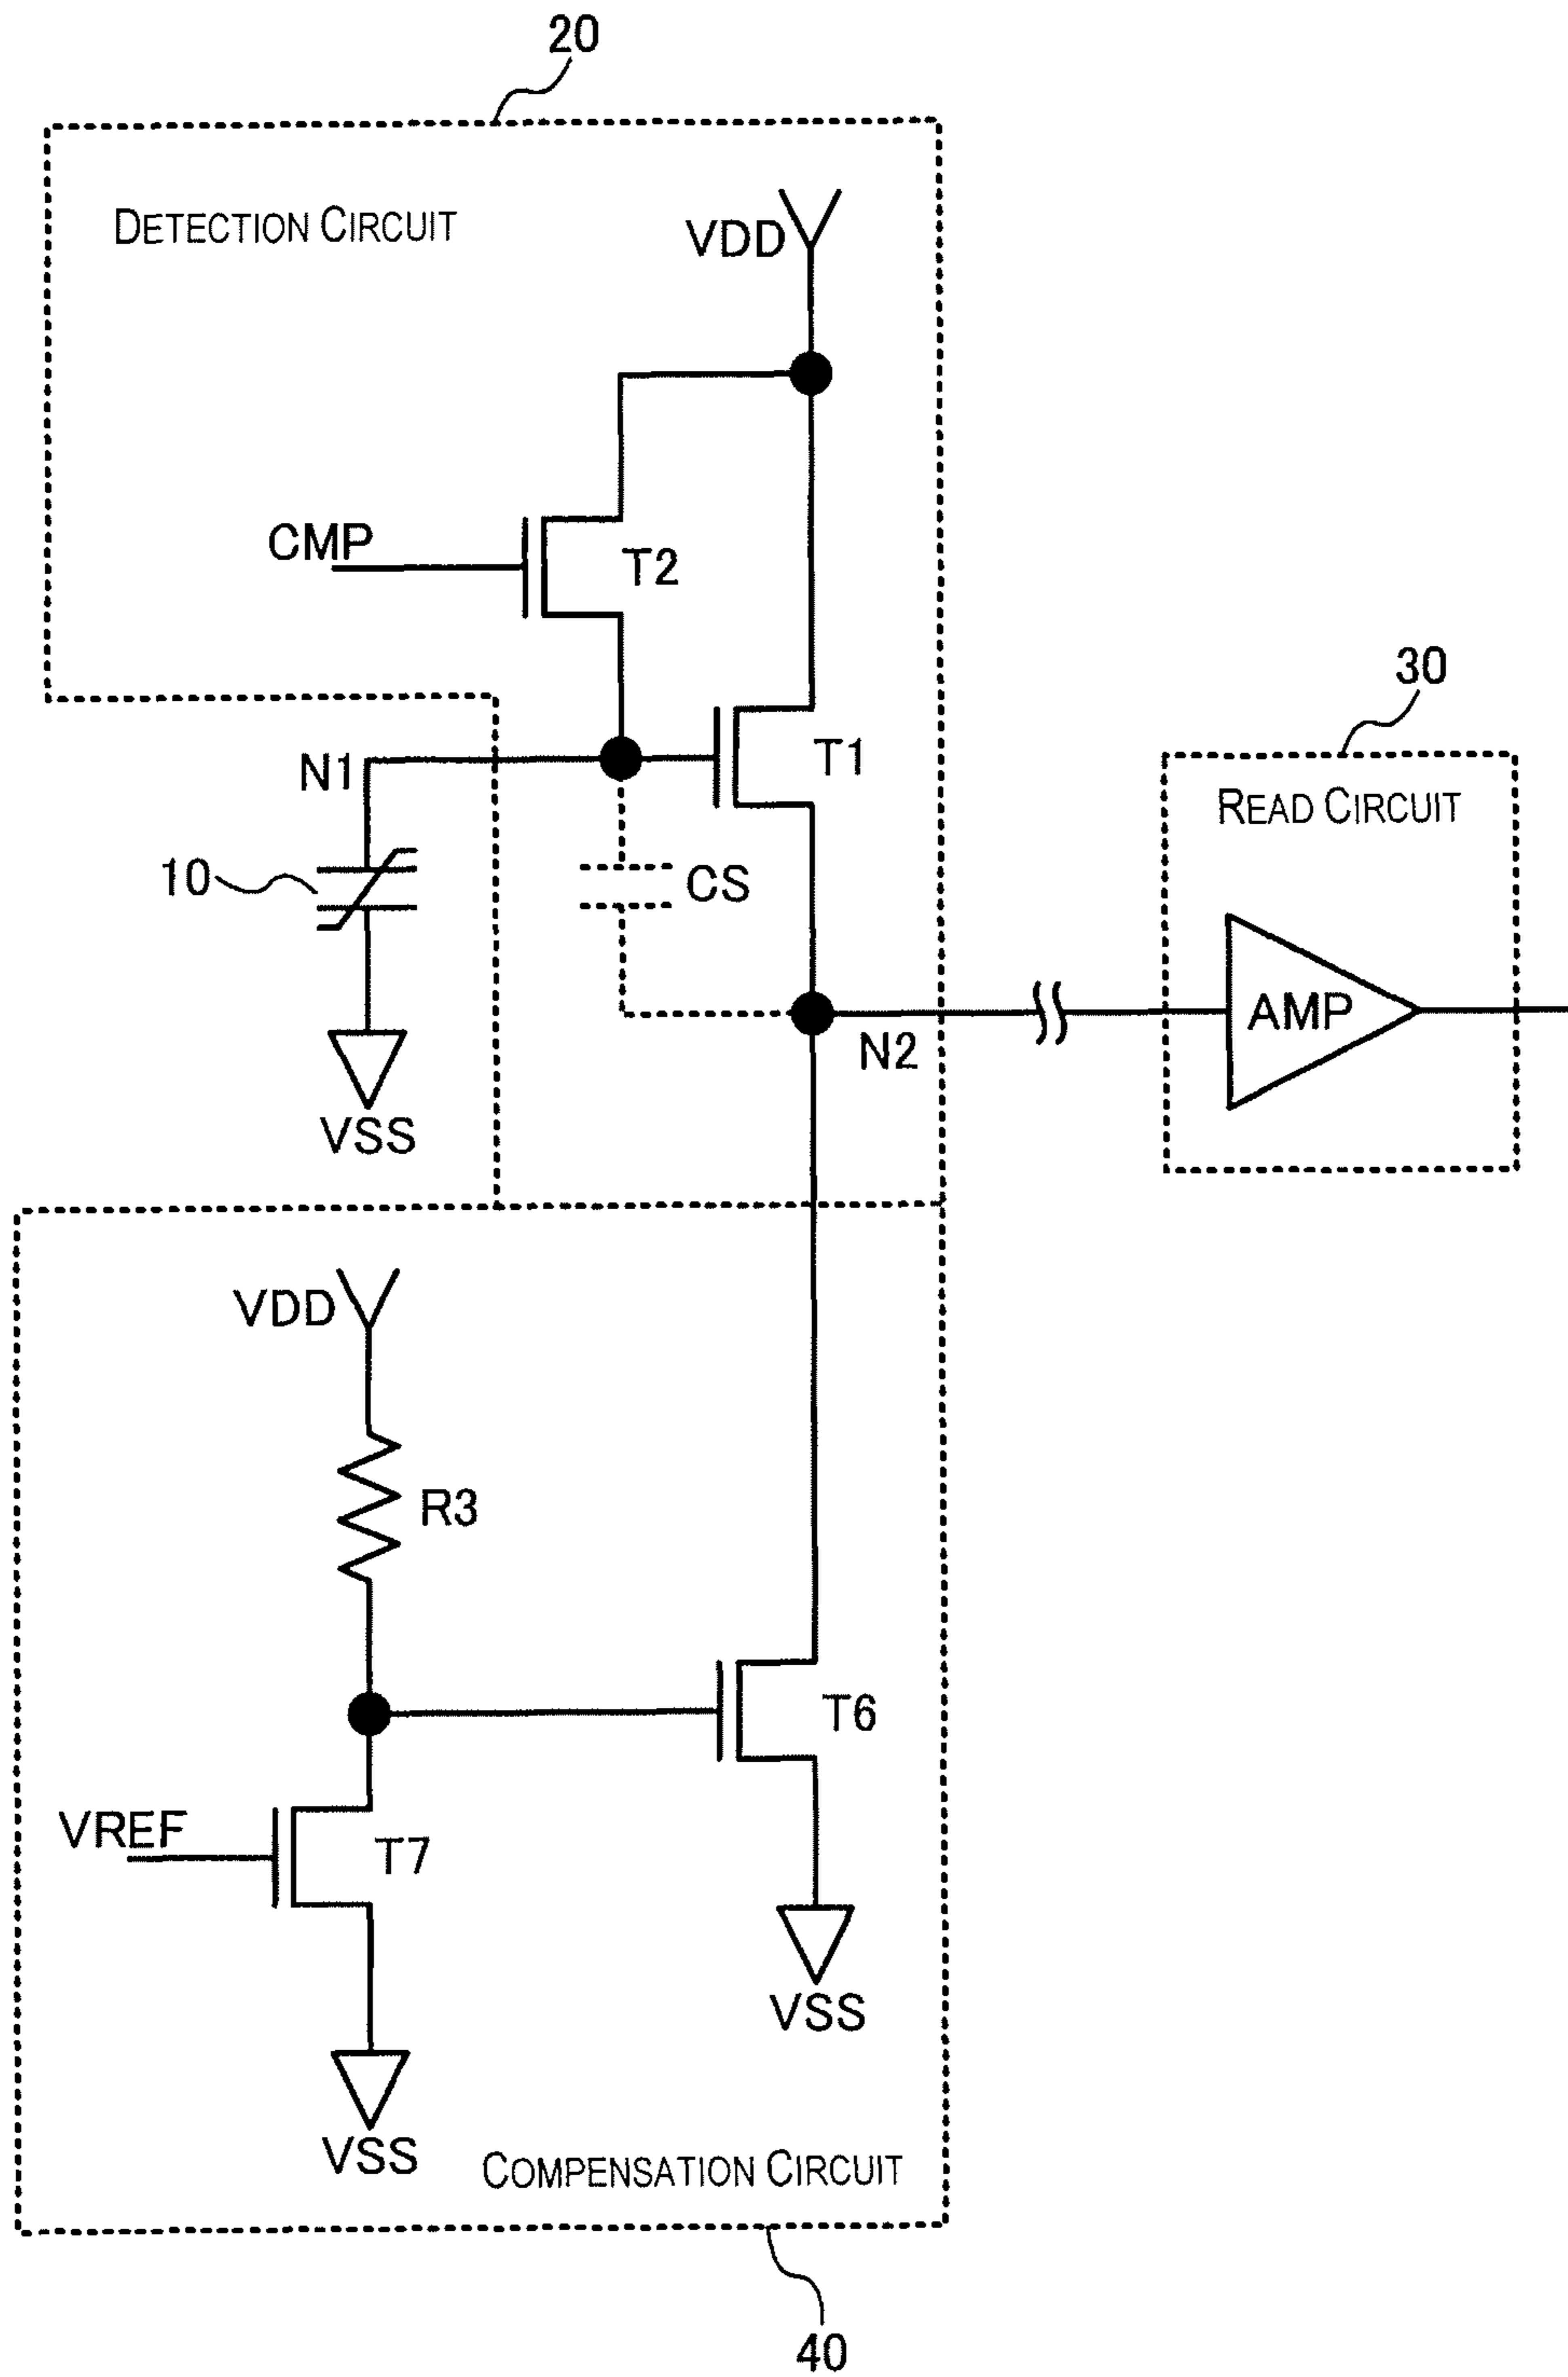 20
DETECTION CIRCUIT
VDD
CMP
T2
30
N1
T1
READ CIRCUIT
10
CS
AMP
N2
VSS
VDD
R3
T6
VREF
T7
VSS
VSS
COMPENSATION CIRCUIT
40